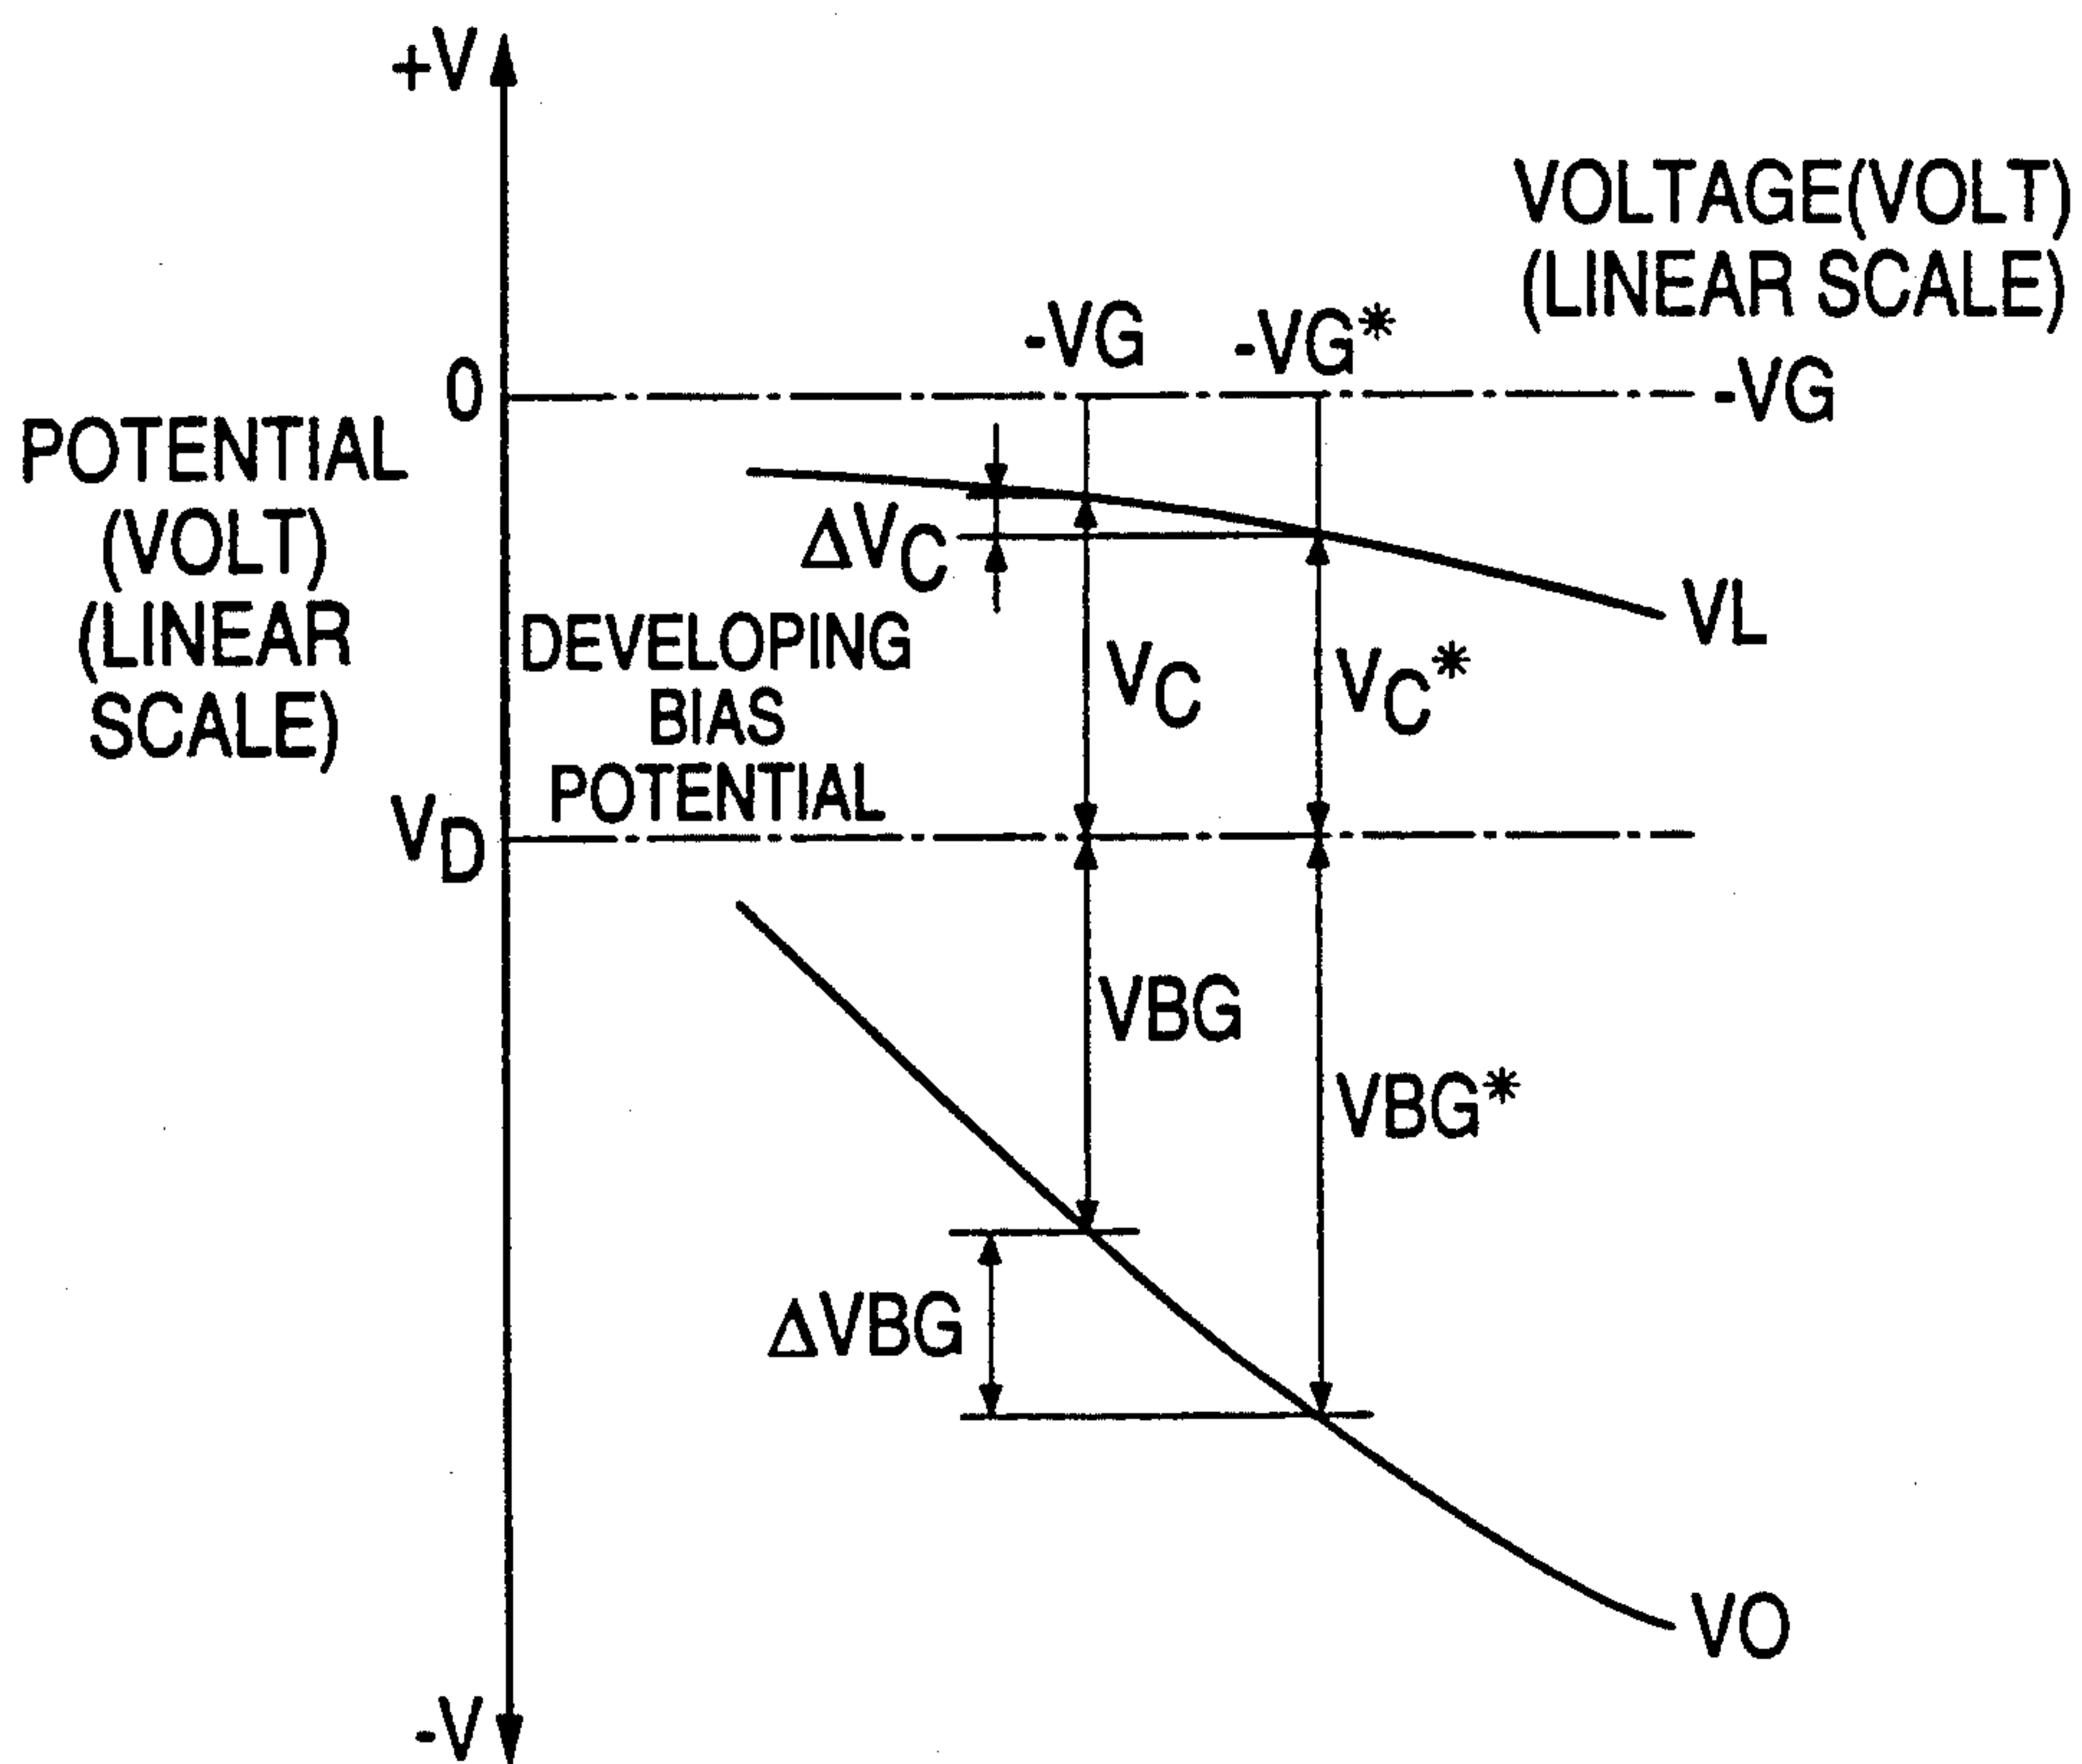 +V
VOLTAGE(VOLT)
(LINEAR SCALE)
-VG
-VG*
0
-VG
POTENTIAL
(VOLT)
(LINEAR
SCALE)
ΔVC
VL
DEVELOPING
BIAS
POTENTIAL
VC
VC*
VD
VBG
VBG*
ΔVBG
VO
-V